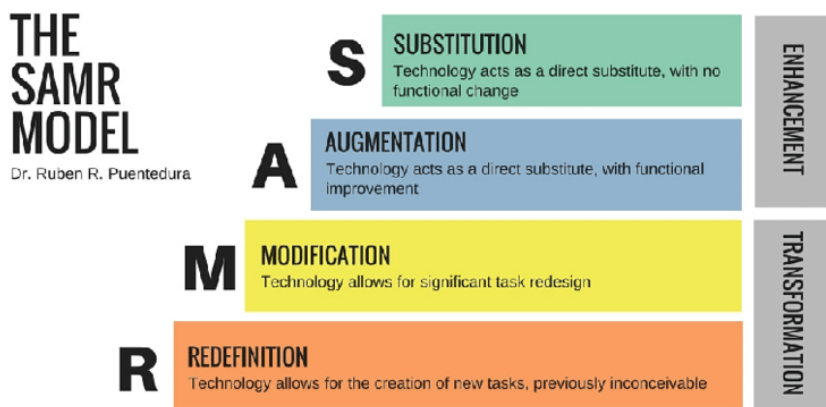 THE
SAMR
MODEL
Dr. Ruben R. Puentedura
S
SUBSTITUTION
Technology acts as a direct substitute, with no
functional change
A
AUGMENTATION
Technology acts as a direct substitute, with functional
improvement
ENHANCEMENT
M
MODIFICATION
Technology allows for significant task redesign
R
REDEFINITION
Technology allows for the creation of new tasks, previously inconceivable
TRANSFORMATION